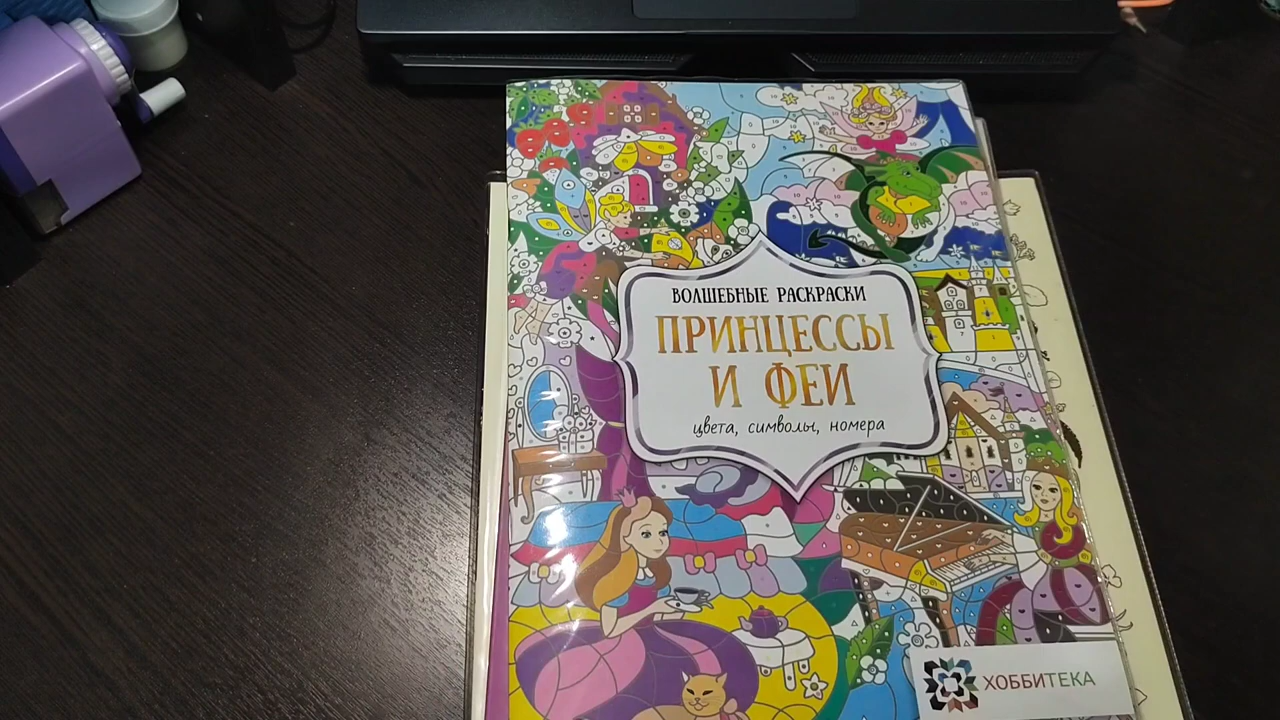 ВОЛШЕБНЫЕ РАСКРАСКИ
ПРИНЦЕССЫ
И ФЕИ
цвета, символы, номера
ХОББИТЕКА